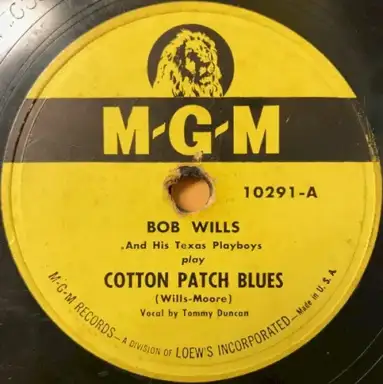 M-G-M
10291-A
BOB WILLS
And His Texas Playboys
play
COTTON PATCH BLUES
(Wills-Moore)
Vocal by Tommy Duncan
M-G-M RECORDS—A DIVISION OF LOEW'S INCORPORATED—Made in U.S.A.